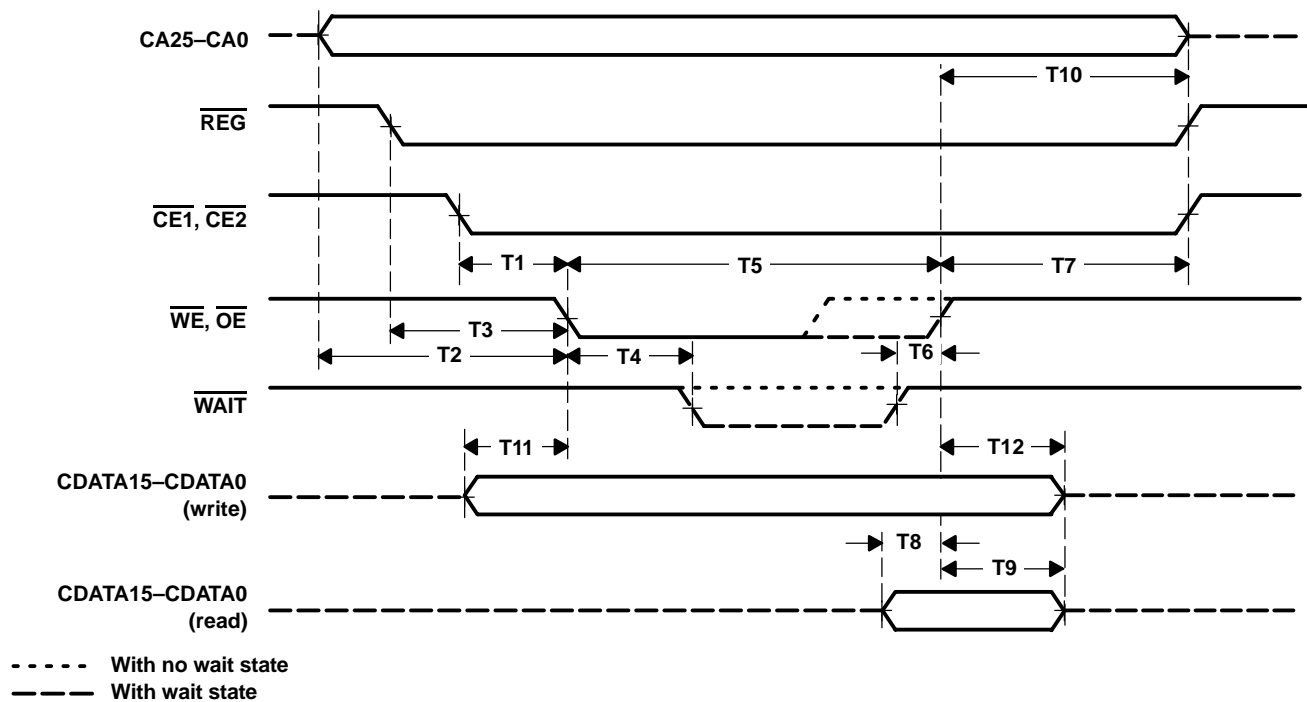 CA25–CA0
T10
REG
CE1, CE2
T1
T5
T7
WE, OE
T3
T6
T2
T4
WAIT
T11
T12
CDATA15–CDATA0
(write)
T8
T9
CDATA15–CDATA0
(read)
With no wait state
With wait state